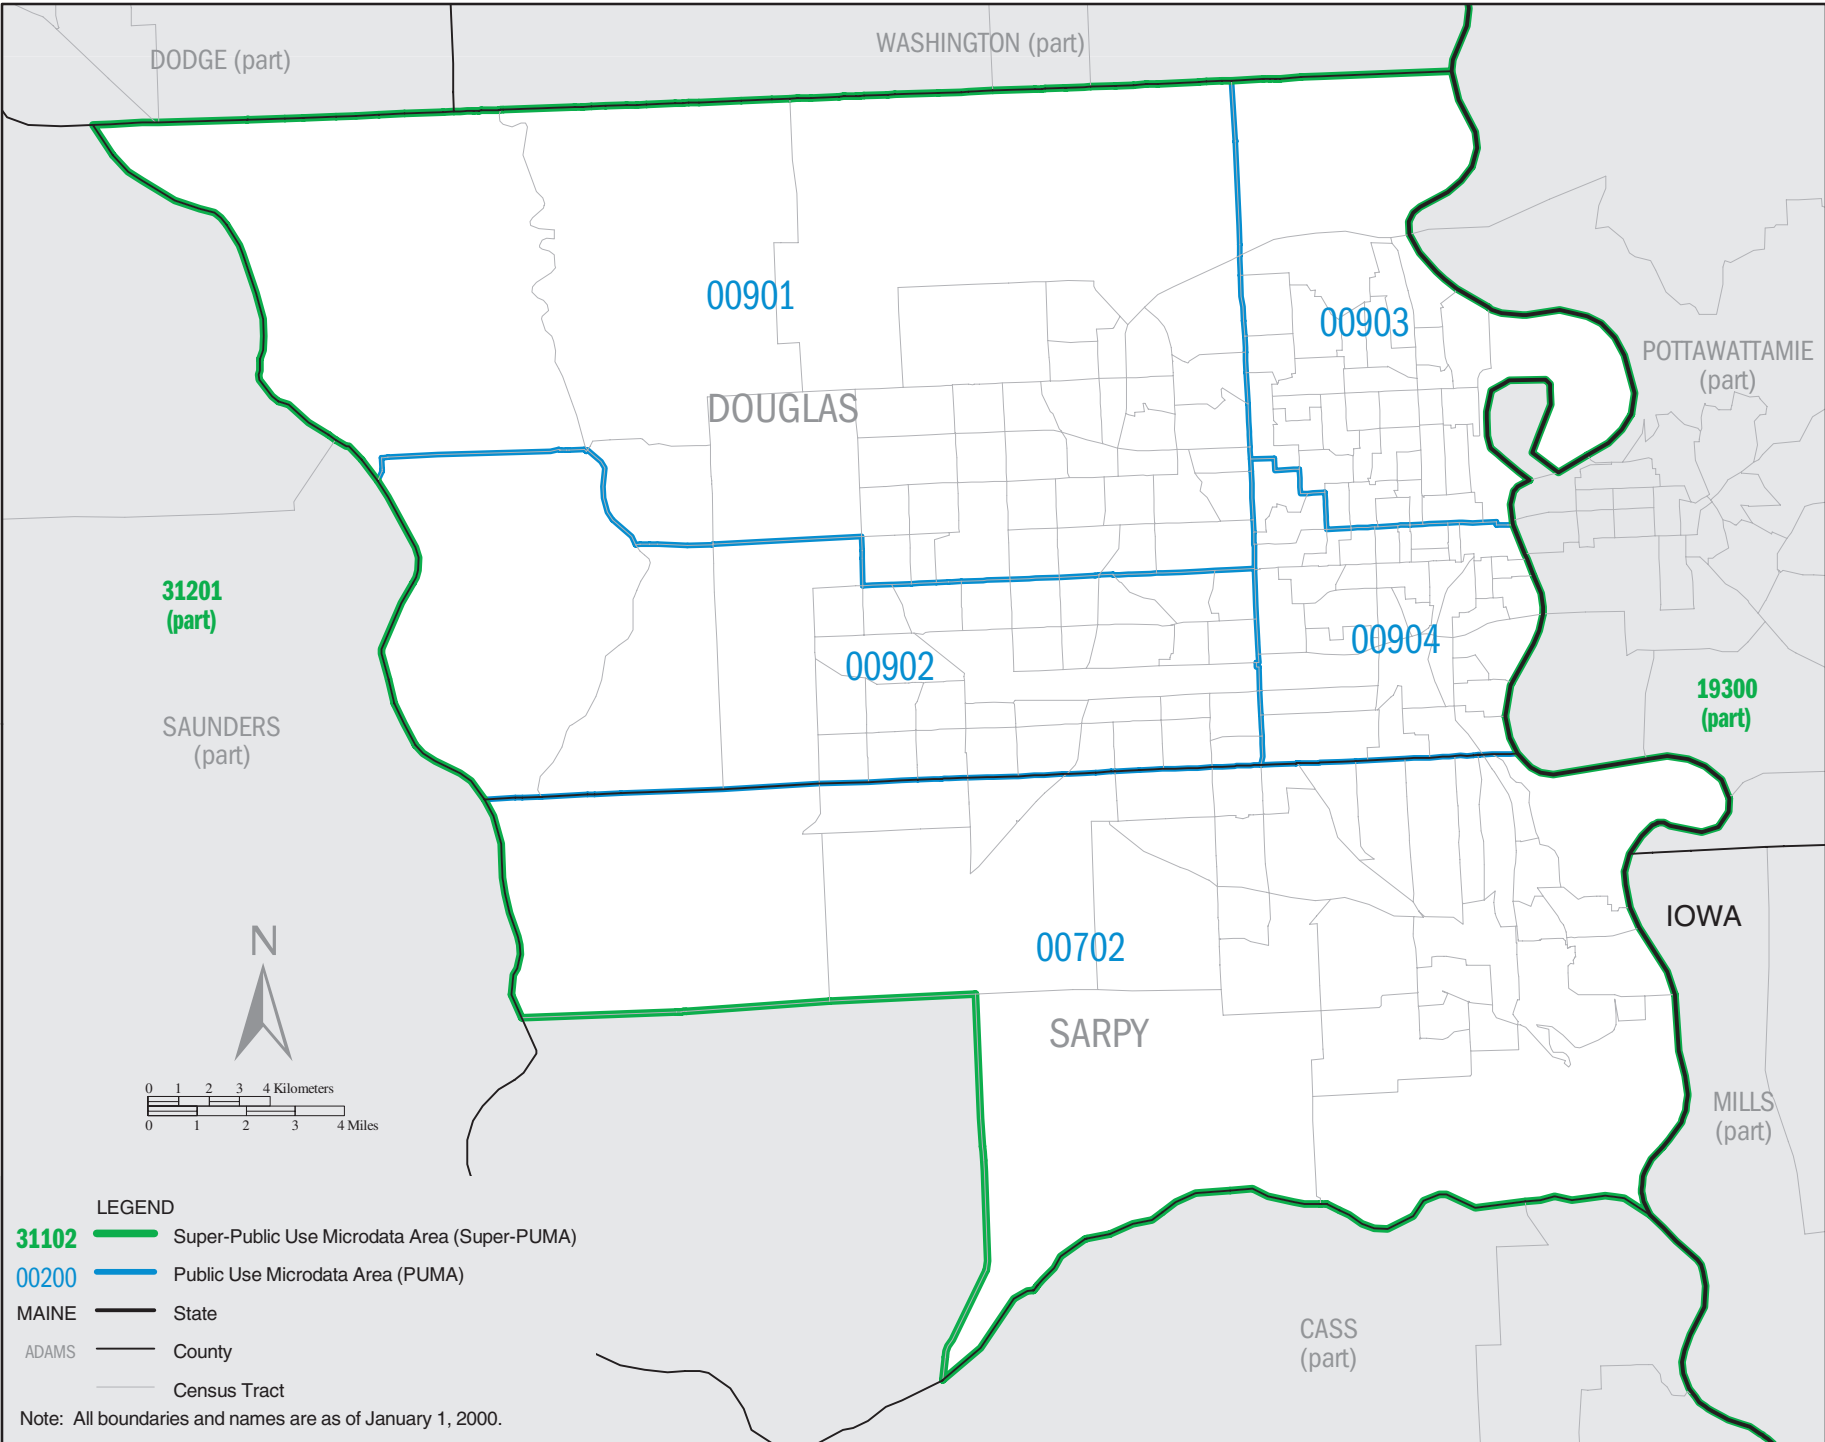 DODGE (part)
WASHINGTON (part)
00901
00903
POTTAWATTAMIE
(part)
DOUGLAS
31201
(part)
00902
00904
19300
(part)
SAUNDERS
(part)
IOWA
N
00702
SARPY
0 1 2 3 4 Kilometers
0 1 2 3 4 Miles
MILLS
(part)
CASS
(part)
LEGEND
31102 Super-Public Use Microdata Area (Super-PUMA)
00200 Public Use Microdata Area (PUMA)
MAINE State
ADAMS County
Census Tract
Note: All boundaries and names are as of January 1, 2000.